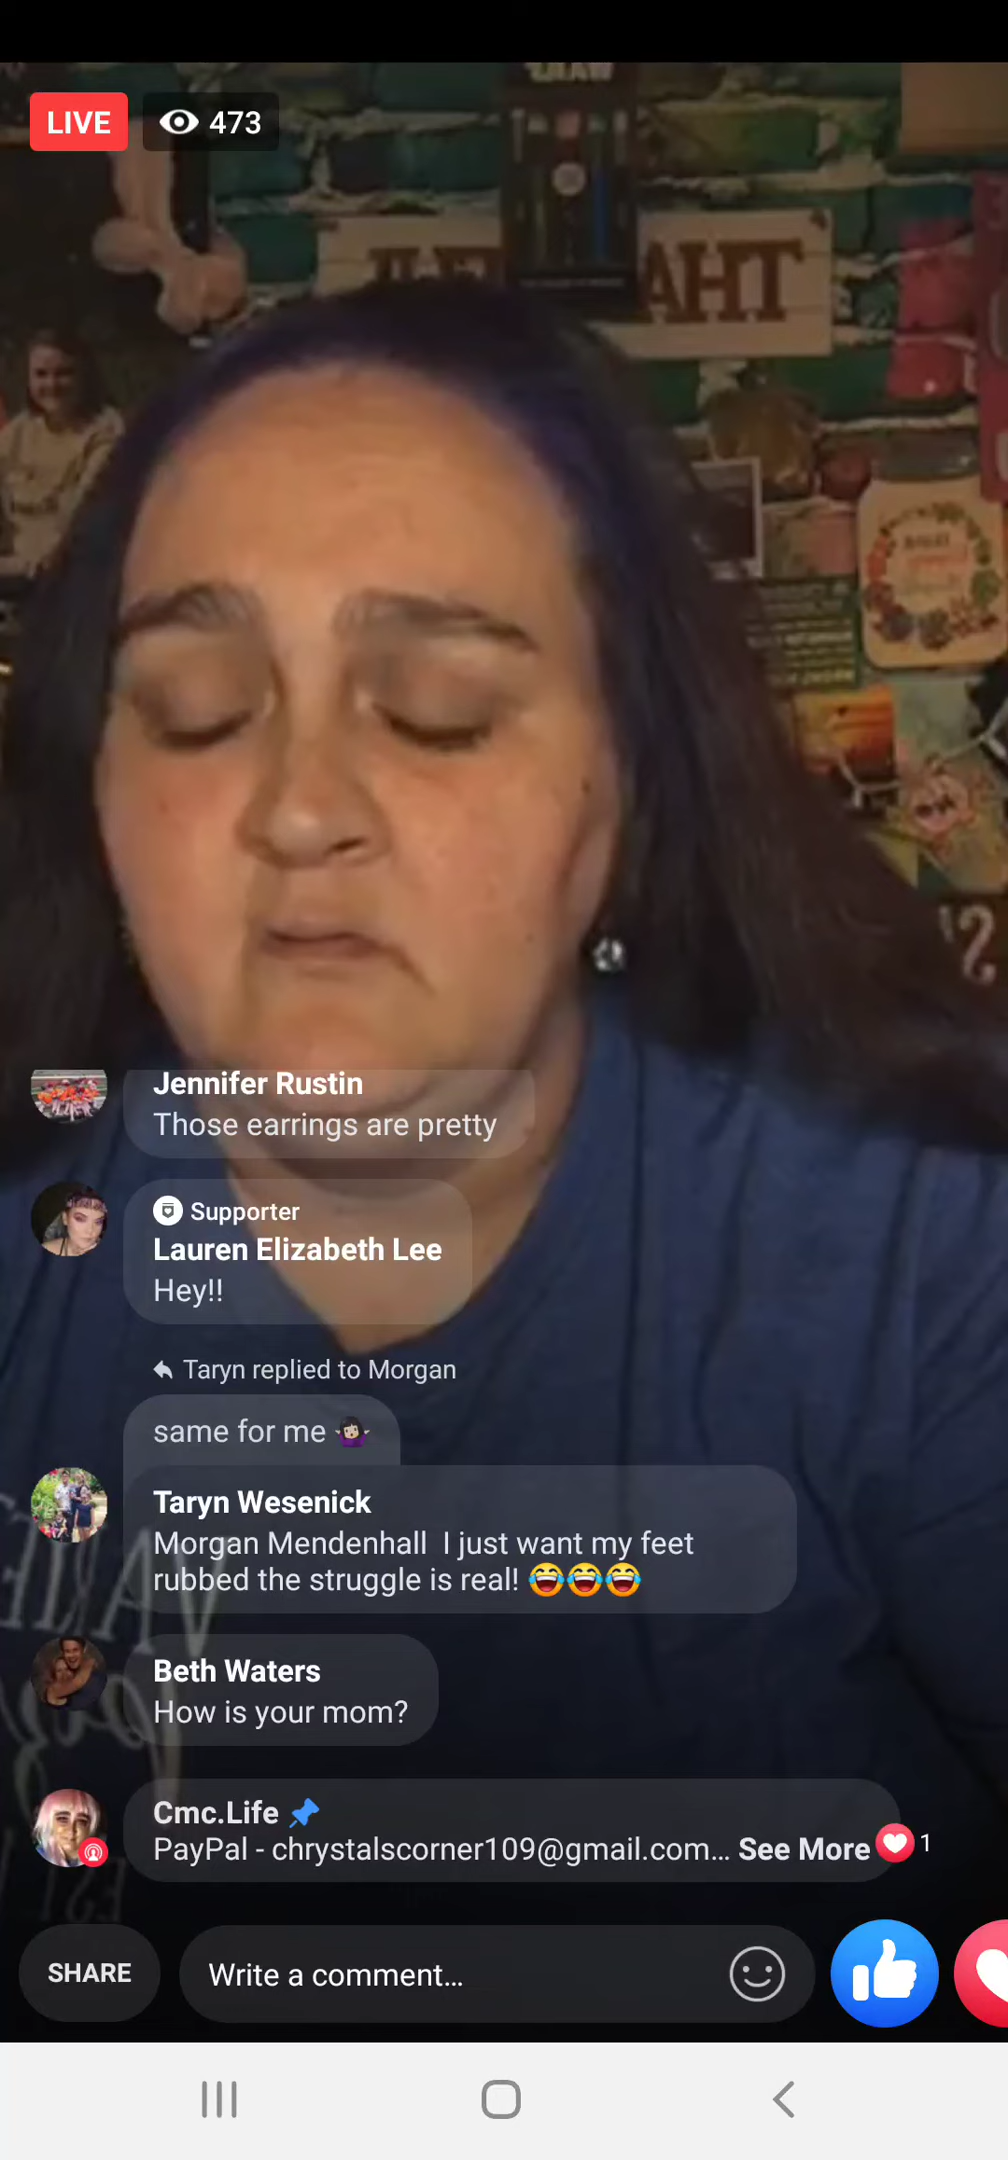 LIVE 473
THA
Jennifer Rustin
Those earrings are pretty
Supporter
Lauren Elizabeth Lee
Hey!!
Taryn replied to Morgan
same for me 🤷🏻‍♀️
Taryn Wesenick
Morgan Mendenhall I just want my feet
rubbed the struggle is real! 😂😂😂
Beth Waters
How is your mom?
Cmc.Life 📌
PayPal - chrystalscorner109@gmail.com... See More ❤️ 1
SHARE
Write a comment...